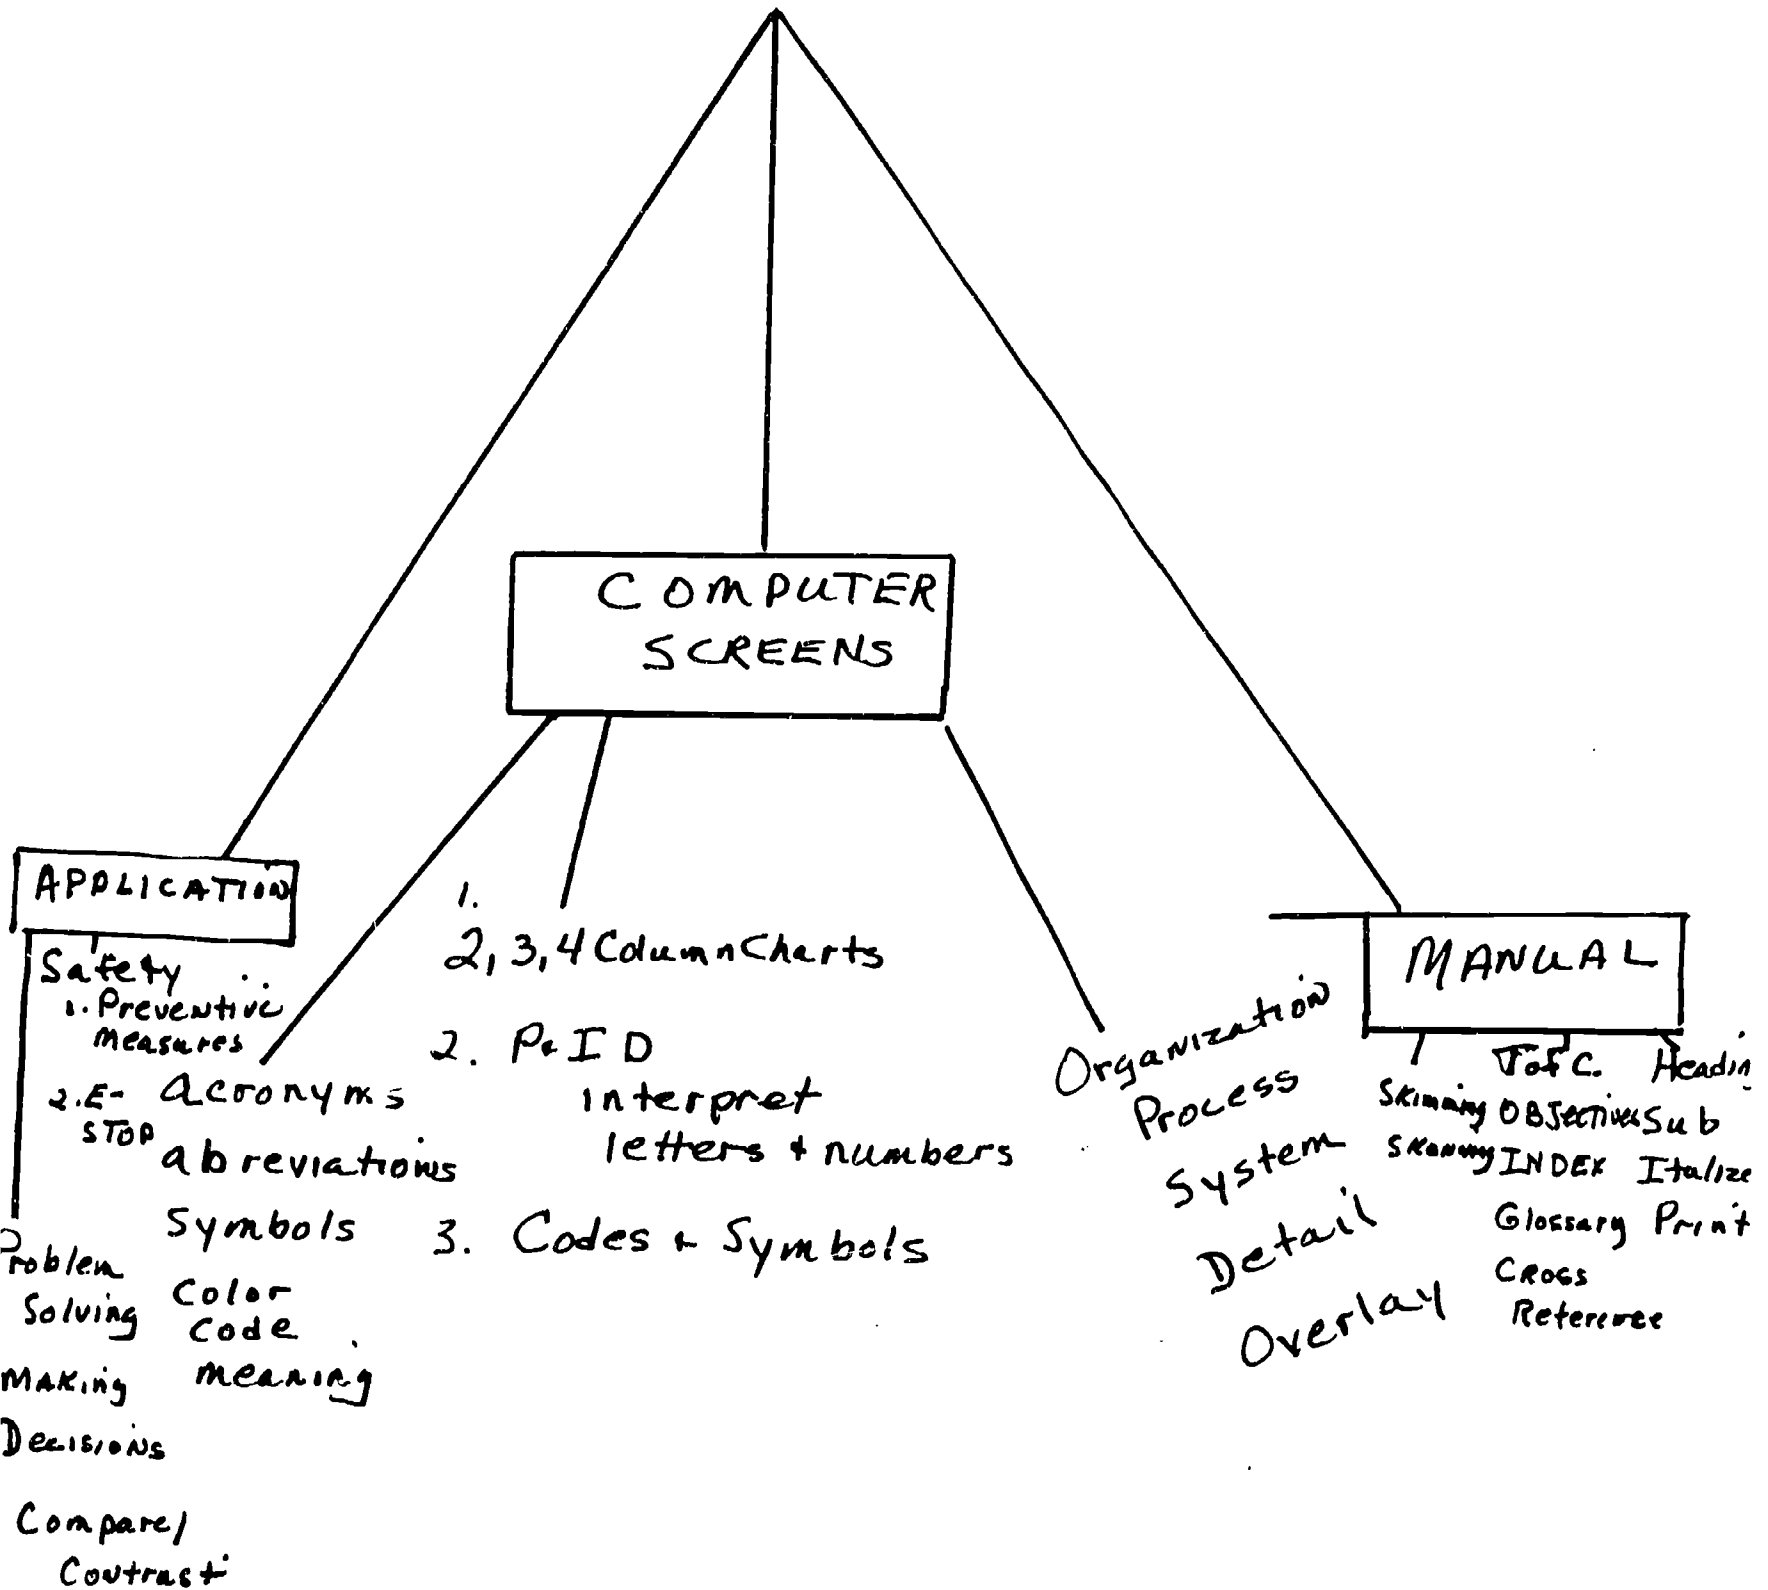 COMPUTER
SCREENS
APPLICATION
Safety
1. Preventive
measures
2. E-
STOP
Problem
Solving
MAKing
Decisions
Compare/
Contrast
acronyms
abreviations
Symbols
Color
Code
meaning
1.
2, 3, 4 Column Charts
2. P&ID
interpret
letters & numbers
3. Codes & Symbols
Organization
Process
System
Detail
Overlay
MANUAL
Skimming
T of C.
OBJectives
INDEX
Glossary
CROSS
Reference
Headin
Sub
Italize
Print